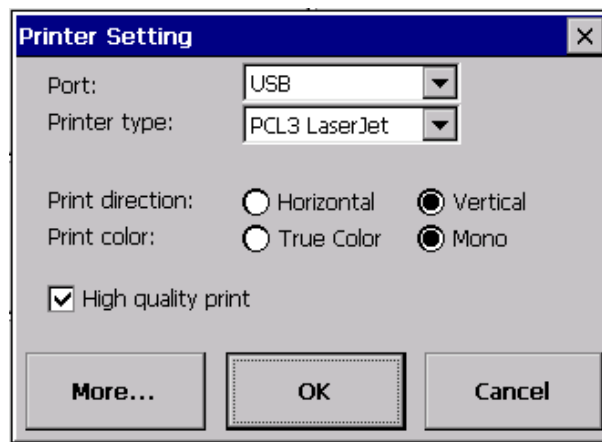 Printer Setting
Port: USB
Printer type: PCL3 LaserJet
Print direction: Horizontal Vertical
Print color: True Color Mono
High quality print
More... OK Cancel